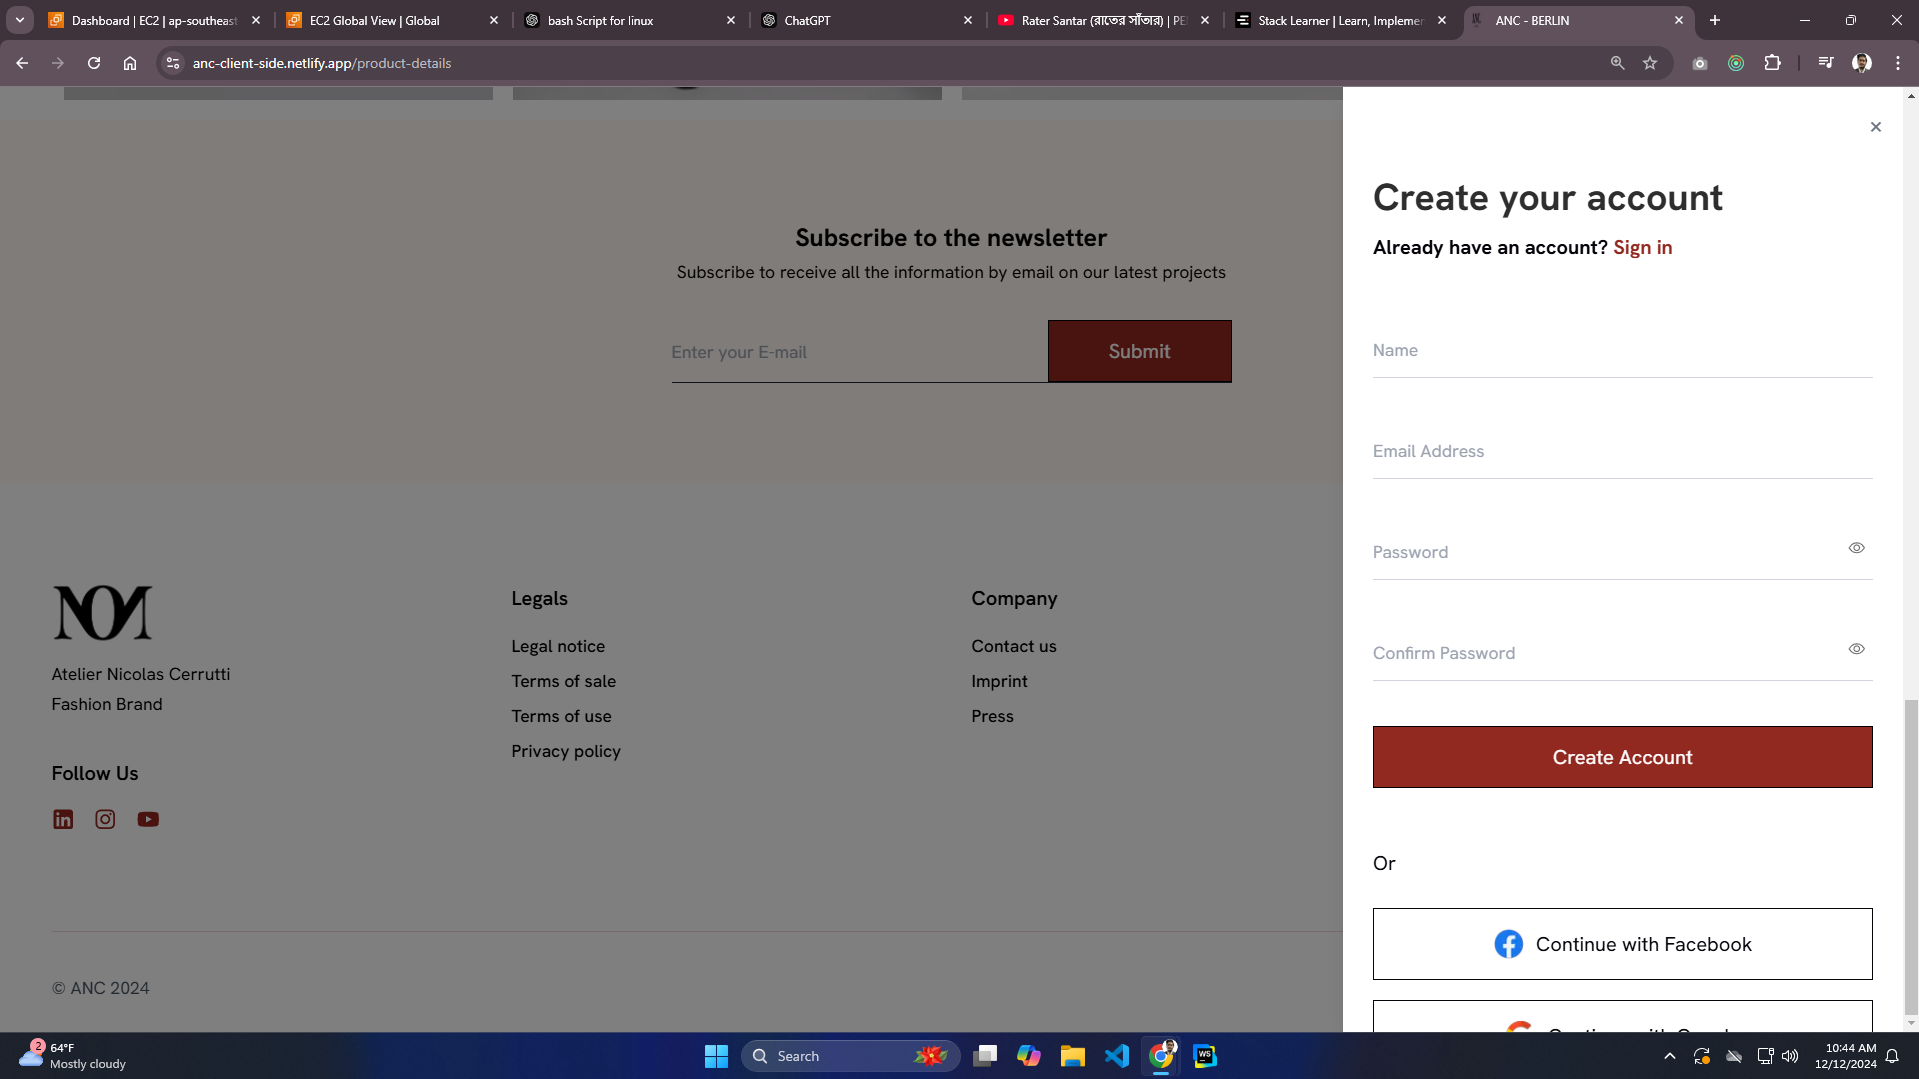 Dashboard | EC2 | ap-southeast
EC2 Global View | Global
bash Script for linux
ChatGPT
Rater Santar (রাতের সাঁতার) | PE
Stack Learner | Learn, Implemen
ANC - BERLIN
anc-client-side.netlify.app/product-details
Create your account
Already have an account? Sign in
Name
Email Address
Password
Confirm Password
Create Account
Or
Continue with Facebook
Subscribe to the newsletter
Subscribe to receive all the information by email on our latest projects
Enter your E-mail
Submit
NOM
Atelier Nicolas Cerrutti
Fashion Brand
Follow Us
Legals
Legal notice
Terms of sale
Terms of use
Privacy policy
Company
Contact us
Imprint
Press
© ANC 2024
2
64°F
Mostly cloudy
Search
WS
10:44 AM
12/12/2024